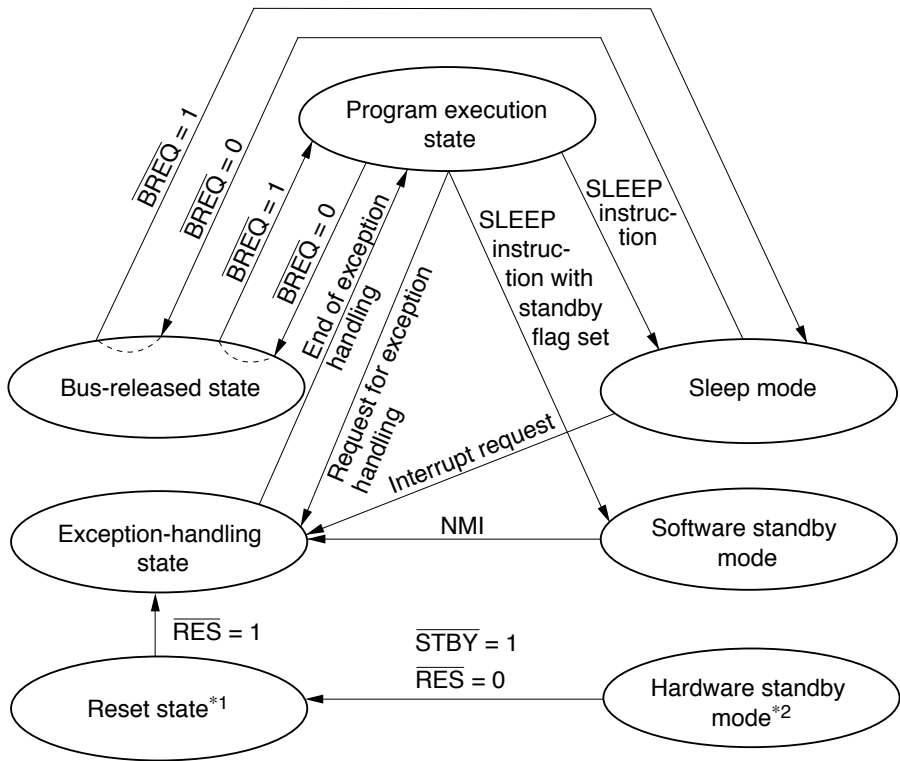 Program execution
state
BREQ = 1
BREQ = 0
BREQ = 1
BREQ = 0
End of exception
handling
Request for exception
handling
SLEEP
instruc-
tion with
standby
flag set
SLEEP
instruc-
tion
Bus-released state
Sleep mode
Interrupt request
Exception-handling
state
NMI
Software standby
mode
RES = 1
STBY = 1
RES = 0
Reset state*1
Hardware standby
mode*2